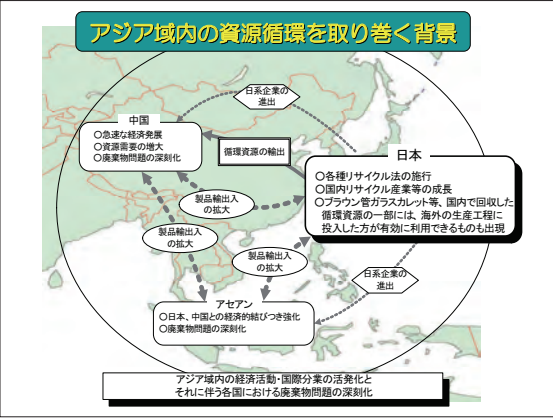 アジア域内の資源循環を取り巻く背景
日系企業の
進出
中国
○急速な経済発展
○資源需要の増大
○廃棄物問題の深刻化
循環資源の輸出
日本
○各種リサイクル法の施行
○国内リサイクル産業等の成長
○ブラウン管ガラスカレット等、国内で回収した
循環資源の一部には、海外の生産工程に
投入した方が有効に利用できるものも出現
製品輸出入
の拡大
製品輸出入
の拡大
製品輸出入
の拡大
日系企業の
進出
アセアン
○日本、中国との経済的結びつき強化
○廃棄物問題の深刻化
アジア域内の経済活動・国際分業の活発化と
それに伴う各国における廃棄物問題の深刻化